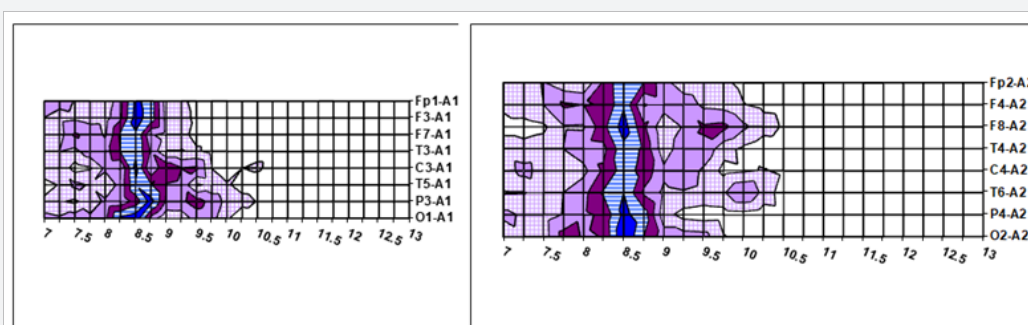 Fp1-A1
F3-A1
F7-A1
T3-A1
C3-A1
T5-A1
P3-A1
O1-A1
7 7.5 8 8.5 9 9.5 10 10.5 11 11.5 12 12.5 13
F4-A2
F8-A2
T4-A2
C4-A2
T6-A2
P4-A2
O2-A2
7 7.5 8 8.5 9 9.5 10 10.5 11 11.5 12 12.5 13